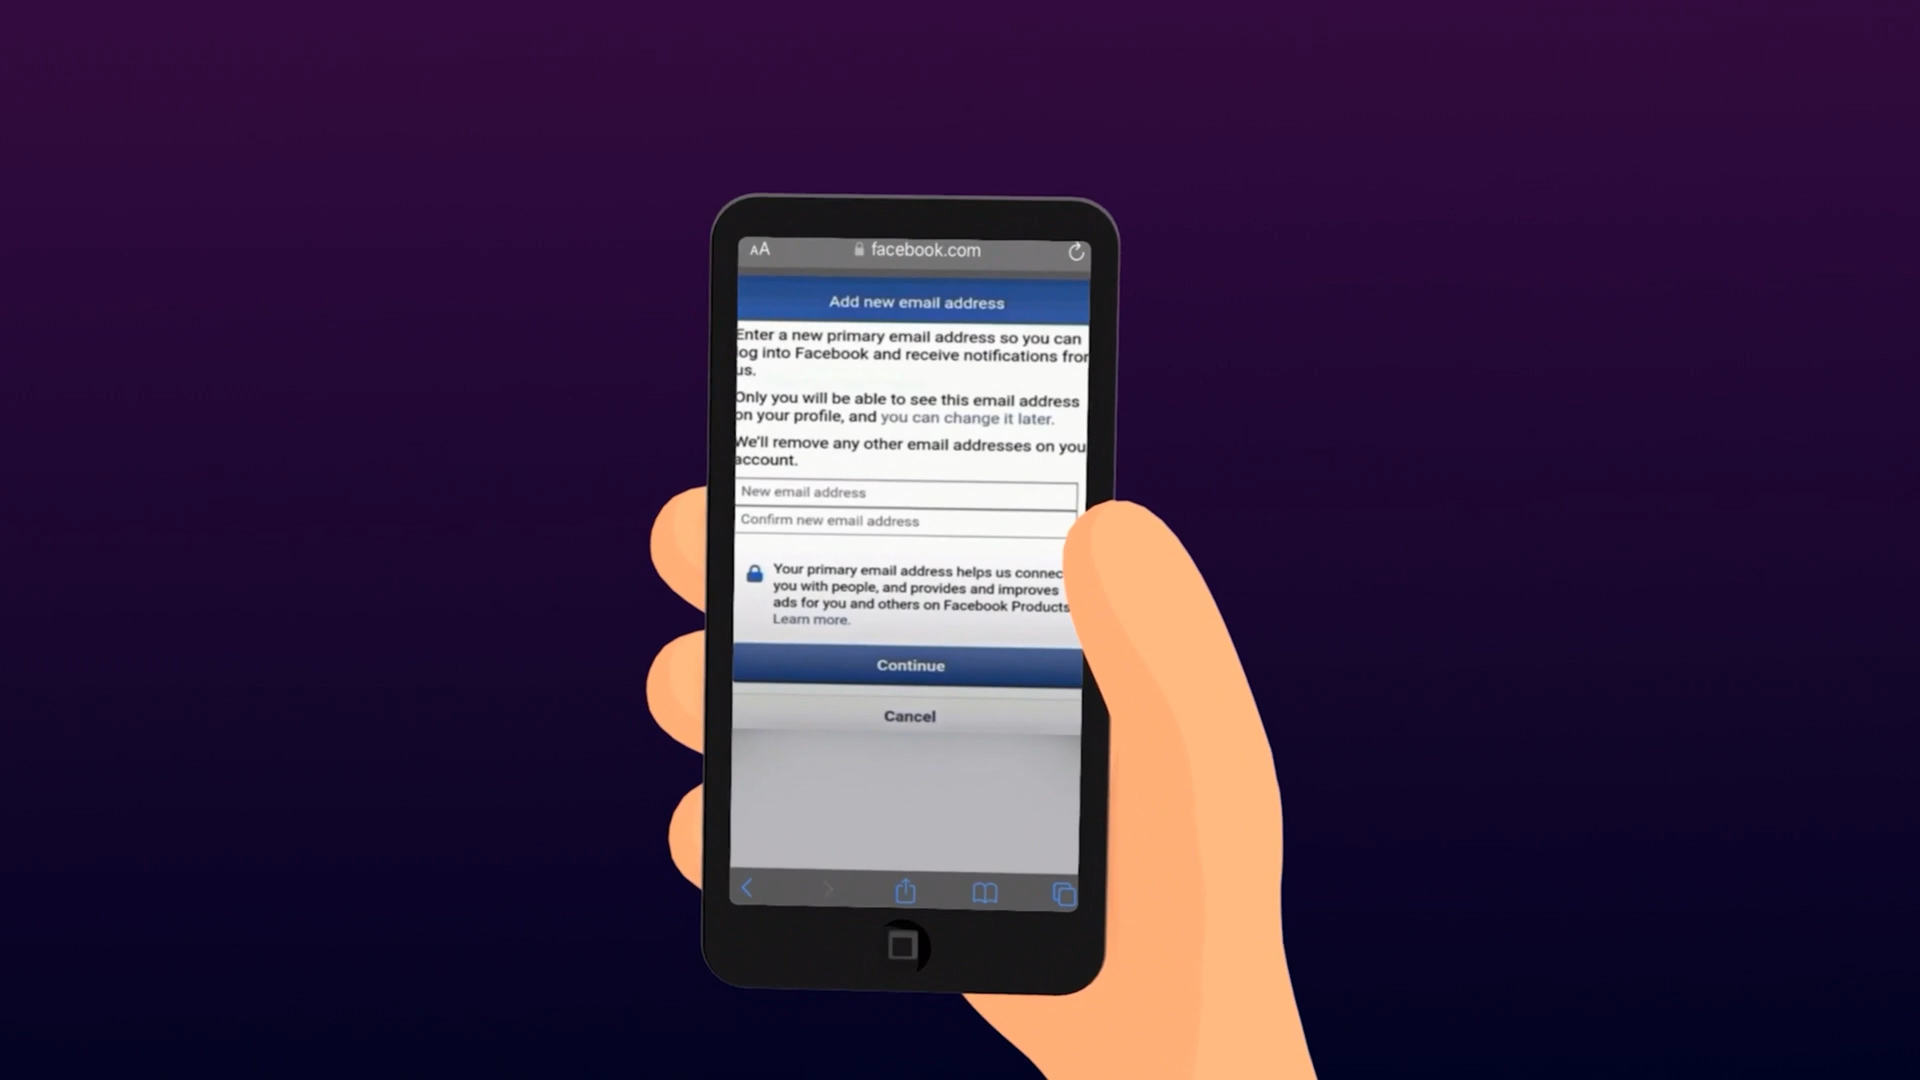 AA facebook.com
Add new email address
Enter a new primary email address so you can
log into Facebook and receive notifications from
us.
Only you will be able to see this email address
on your profile, and you can change it later.
We'll remove any other email addresses on you
account.
New email address
Confirm new email address
Your primary email address helps us connec
you with people, and provides and improves
ads for you and others on Facebook Products
Learn more.
Continue
Cancel